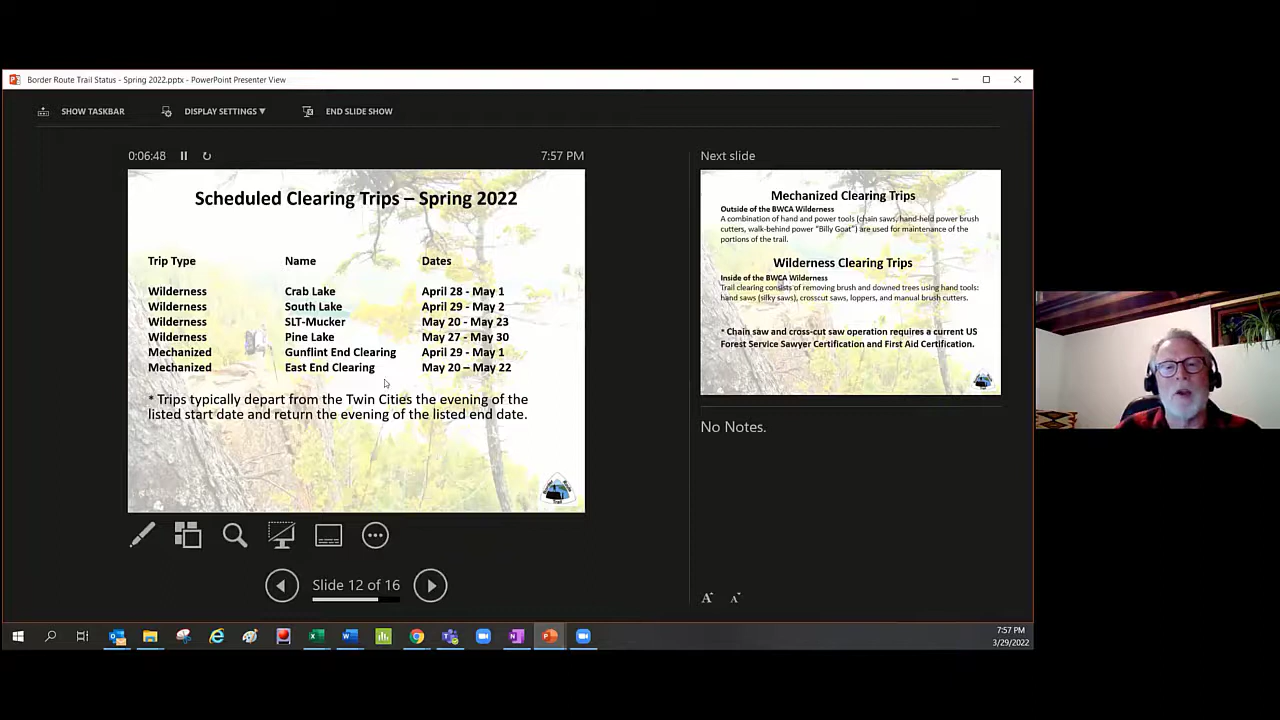 Border Route Trail Status - Spring 2022.pptx - PowerPoint Presenter View
SHOW TASKBAR
DISPLAY SETTINGS ▼
END SLIDE SHOW
0:06:48
7:57 PM
Scheduled Clearing Trips – Spring 2022
Trip Type Name Dates
Wilderness Crab Lake April 28 - May 1
Wilderness South Lake April 29 - May 2
Wilderness SLT-Mucker May 20 - May 23
Wilderness Pine Lake May 27 - May 30
Mechanized Gunflint End Clearing April 29 - May 1
Mechanized East End Clearing May 20 – May 22
* Trips typically depart from the Twin Cities the evening of the
listed start date and return the evening of the listed end date.
Trail
Slide 12 of 16
Next slide
Mechanized Clearing Trips
Outside of the BWCA Wilderness
A combination of hand and power tools (chain saws, hand-held power brush
cutters, walk-behind power “Billy Goat”) are used for maintenance of the
portions of the trail.
Wilderness Clearing Trips
Inside of the BWCA Wilderness
Trail clearing consists of removing brush and downed trees using hand tools:
hand saws (silky saws), crosscut saws, loppers, and manual brush cutters.
* Chain saw and cross-cut saw operation requires a current US
Forest Service Sawyer Certification and First Aid Certification.
No Notes.
A A
7:57 PM
3/29/2022